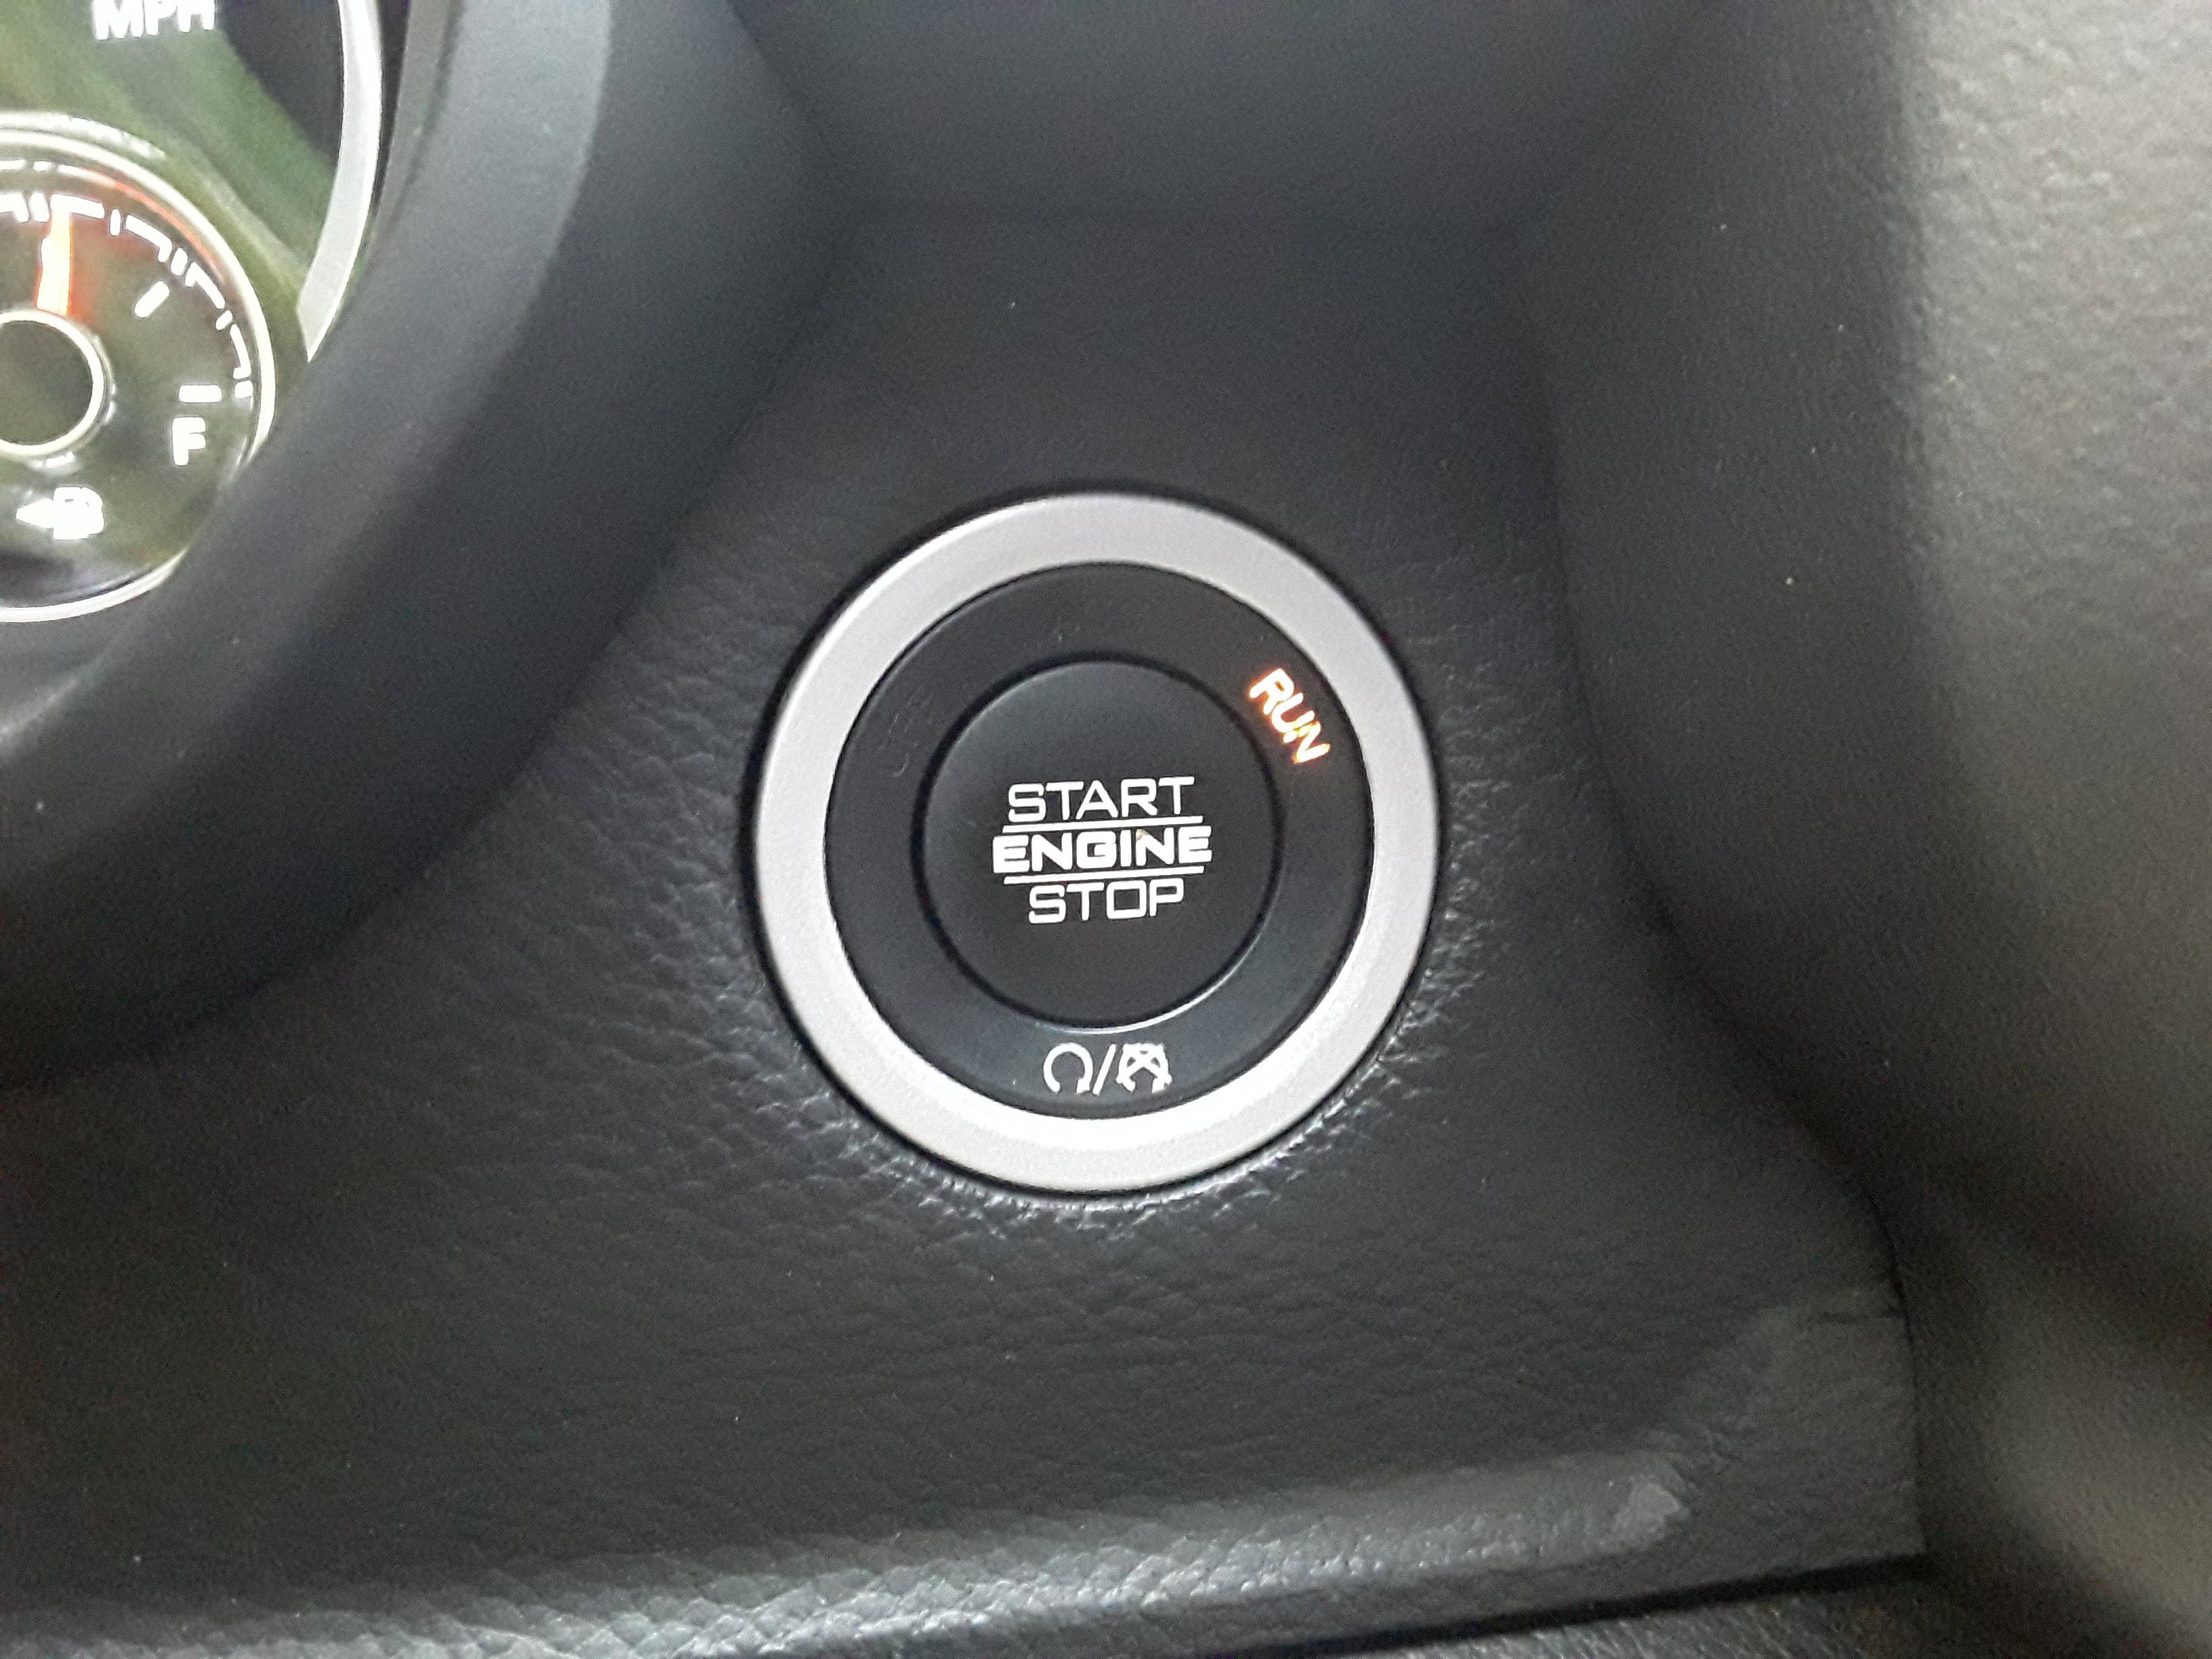 MPH
F
RUN
START
ENGINE
STOP